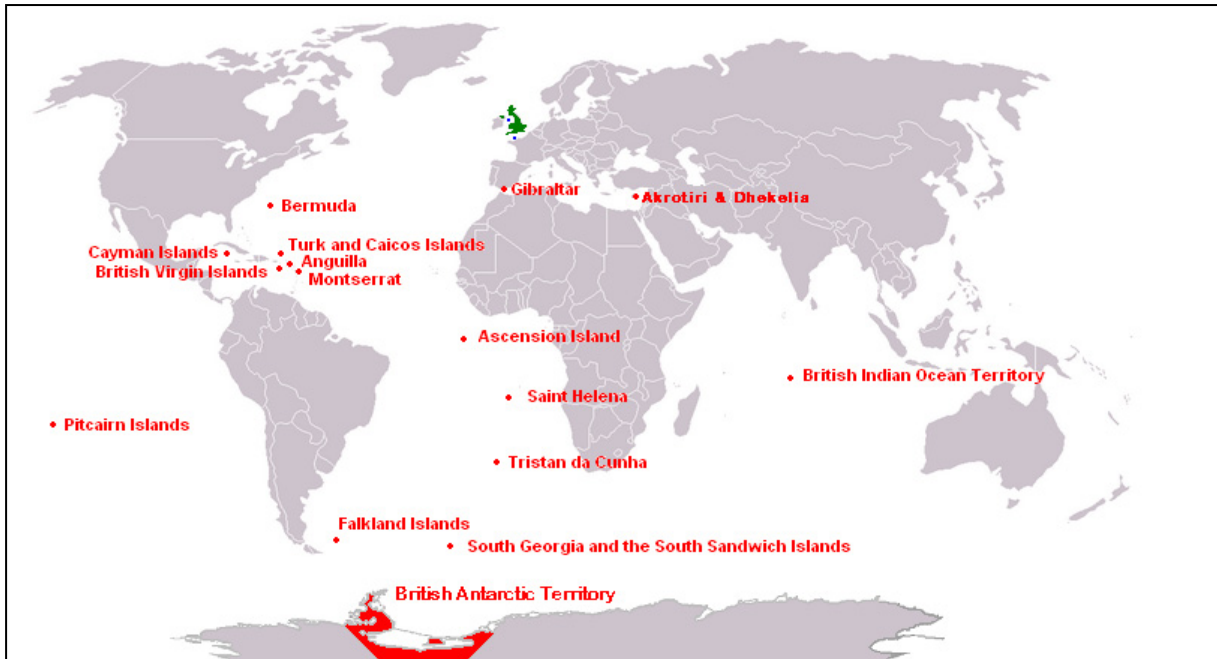 Gibraltar
Akrotiri & Dhekelia
Bermuda
Turk and Caicos Islands
Cayman Islands
Anguilla
British Virgin Islands
Montserrat
Ascension Island
British Indian Ocean Territory
Saint Helena
Pitcairn Islands
Tristan da Cunha
Falkland Islands
South Georgia and the South Sandwich Islands
British Antarctic Territory